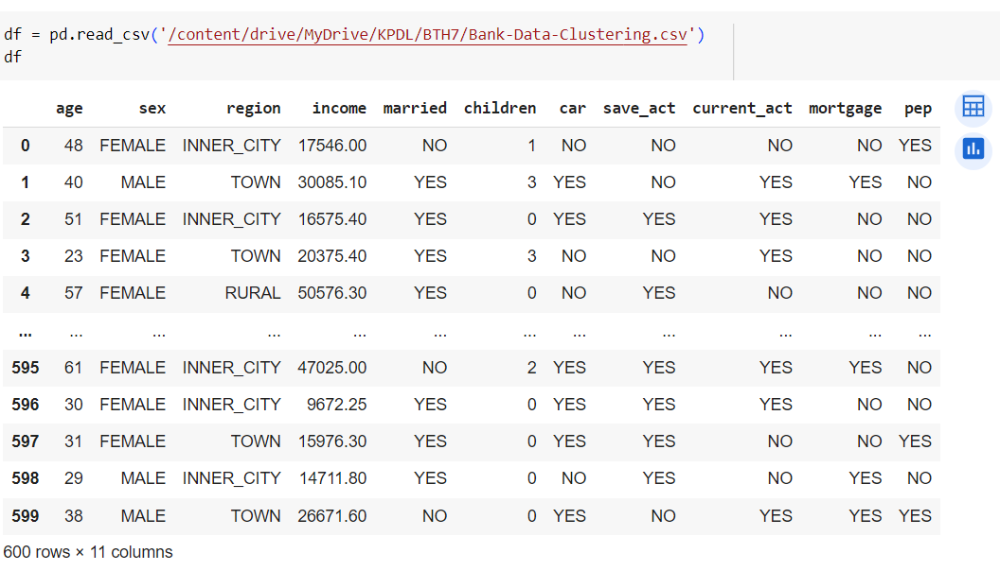 df = pd.read_csv('/content/drive/MyDrive/KPDL/BTH7/Bank-Data-Clustering.csv')
df
age sex region income married children car save_act current_act mortgage pep
0 48 FEMALE INNER_CITY 17546.00 NO 1 NO NO NO NO YES
1 40 MALE TOWN 30085.10 YES 3 YES NO YES YES NO
2 51 FEMALE INNER_CITY 16575.40 YES 0 YES YES YES NO NO
3 23 FEMALE TOWN 20375.40 YES 3 NO NO YES NO NO
4 57 FEMALE RURAL 50576.30 YES 0 NO YES NO NO NO
... ... ... ... ... ... ... ... ... ... ... ...
595 61 FEMALE INNER_CITY 47025.00 NO 2 YES YES YES YES NO
596 30 FEMALE INNER_CITY 9672.25 YES 0 YES YES YES NO NO
597 31 FEMALE TOWN 15976.30 YES 0 YES YES NO NO YES
598 29 MALE INNER_CITY 14711.80 YES 0 NO YES NO YES NO
599 38 MALE TOWN 26671.60 NO 0 YES NO YES YES YES
600 rows × 11 columns